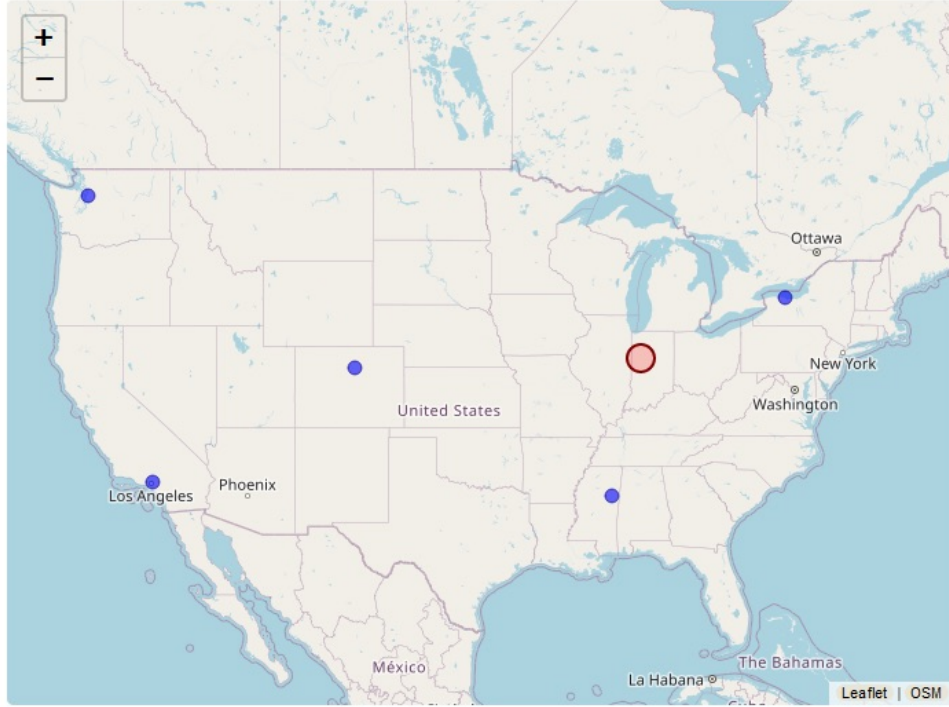 +
−
Ottawa
New York
United States
Washington
Phoenix
Los Angeles
México
The Bahamas
La Habana
Leaflet | OSM